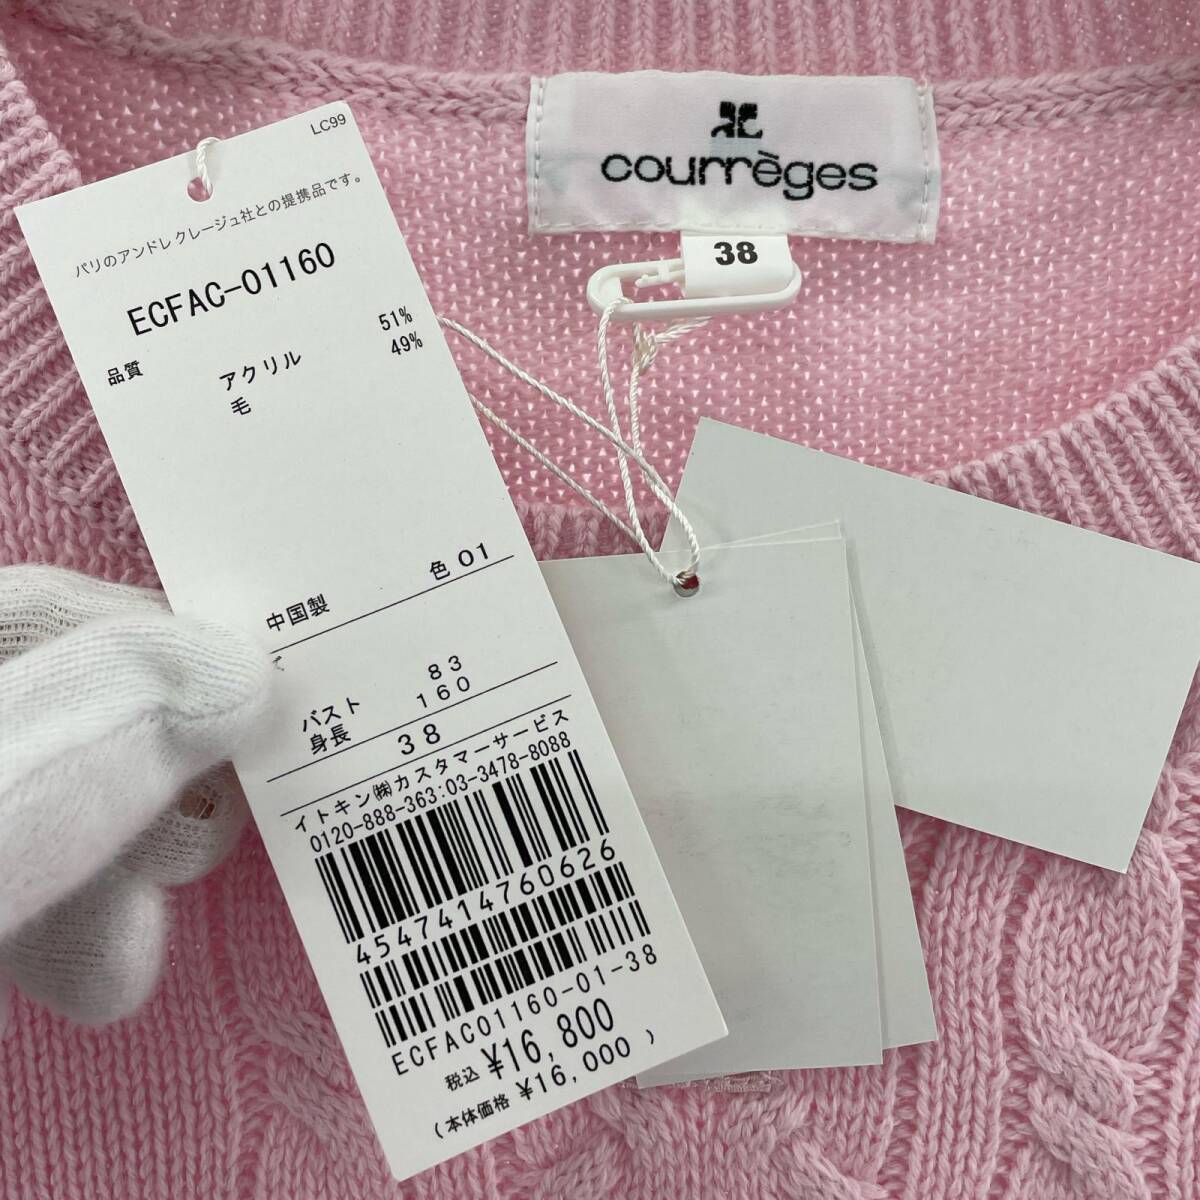 courrèges
38
LC99
パリのアンドレ クレージュ社との提携品です。
ECFAC-01160
品質
アクリル 51%
毛 49%
色 01
中国製
バスト 83
身長 160
38
イトキン㈱カスタマーサービス
0120-888-363:03-3478-8088
4547414760626
ECFAC01160-01-38
税込 ¥16,800
(本体価格 ¥16,000 )